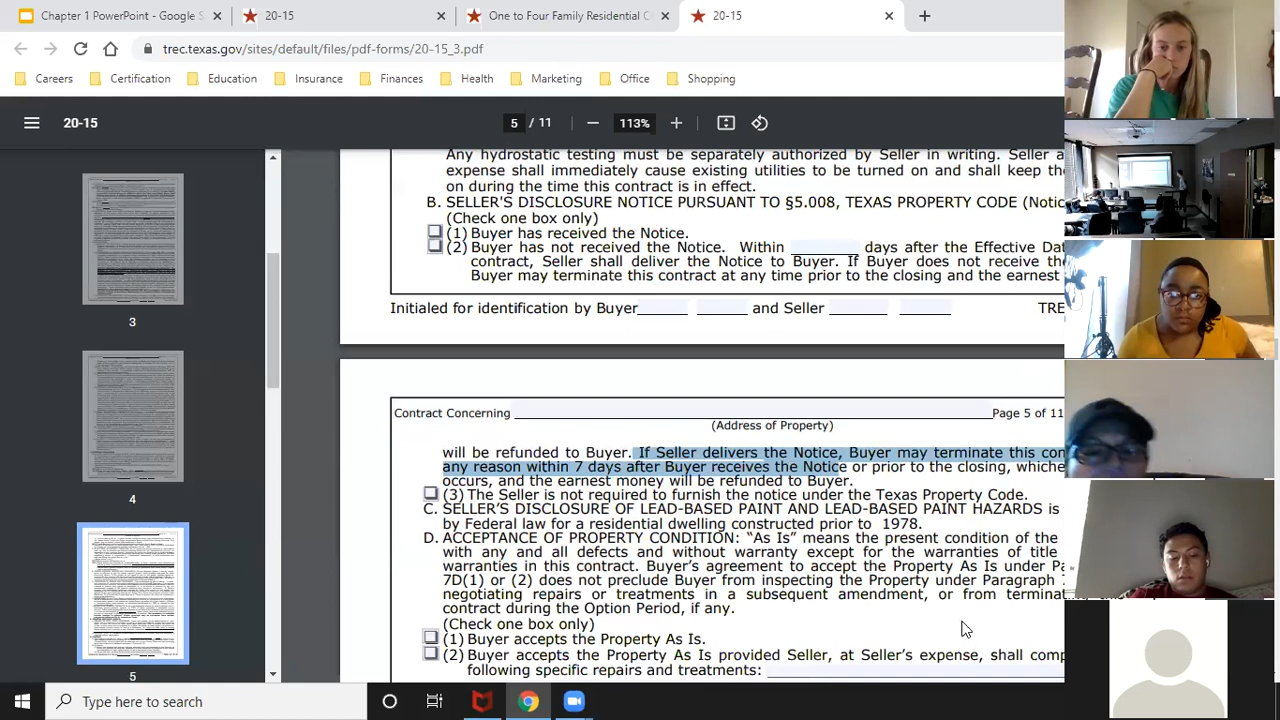 Chapter 1 PowerPoint - Google S
20-15
One to Four Family Residential C
20-15
trec.texas.gov/sites/default/files/pdf-forms/20-15_3.pdf
Careers Certification Education Insurance Finances Health Marketing Office Shopping
20-15
5 / 11
113%
Any hydrostatic testing must be separately authorized by Seller in writing. Seller a
expense shall immediately cause existing utilities to be turned on and shall keep the
on during the time this contract is in effect.
B. SELLER'S DISCLOSURE NOTICE PURSUANT TO §5.008, TEXAS PROPERTY CODE (Notic
(Check one box only)
(1) Buyer has received the Notice.
(2) Buyer has not received the Notice. Within days after the Effective Dat
contract, Seller shall deliver the Notice to Buyer. If Buyer does not receive the
Buyer may terminate this contract at any time prior to the closing and the earnest
Initialed for identification by Buyer and Seller TRE
Contract Concerning Page 5 of 11
(Address of Property)
will be refunded to Buyer. If Seller delivers the Notice, Buyer may terminate this con
any reason within 7 days after Buyer receives the Notice or prior to the closing, whiche
occurs, and the earnest money will be refunded to Buyer.
(3) The Seller is not required to furnish the notice under the Texas Property Code.
C. SELLER'S DISCLOSURE OF LEAD-BASED PAINT AND LEAD-BASED PAINT HAZARDS is
by Federal law for a residential dwelling constructed prior to 1978.
D. ACCEPTANCE OF PROPERTY CONDITION: "As Is" means the present condition of the
with any and all defects and without warranty except for the warranties of title
warranties in this contract. Buyer's agreement to accept the Property As Is under Pa
7D(1) or (2) does not preclude Buyer from inspecting the Property under Paragraph
negotiating repairs or treatments in a subsequent amendment, or from terminat
contract during the Option Period, if any.
(Check one box only)
(1) Buyer accepts the Property As Is.
(2) Buyer accepts the Property As Is provided Seller, at Seller's expense, shall comp
following specific repairs and treatments:
3
4
5
Type here to search